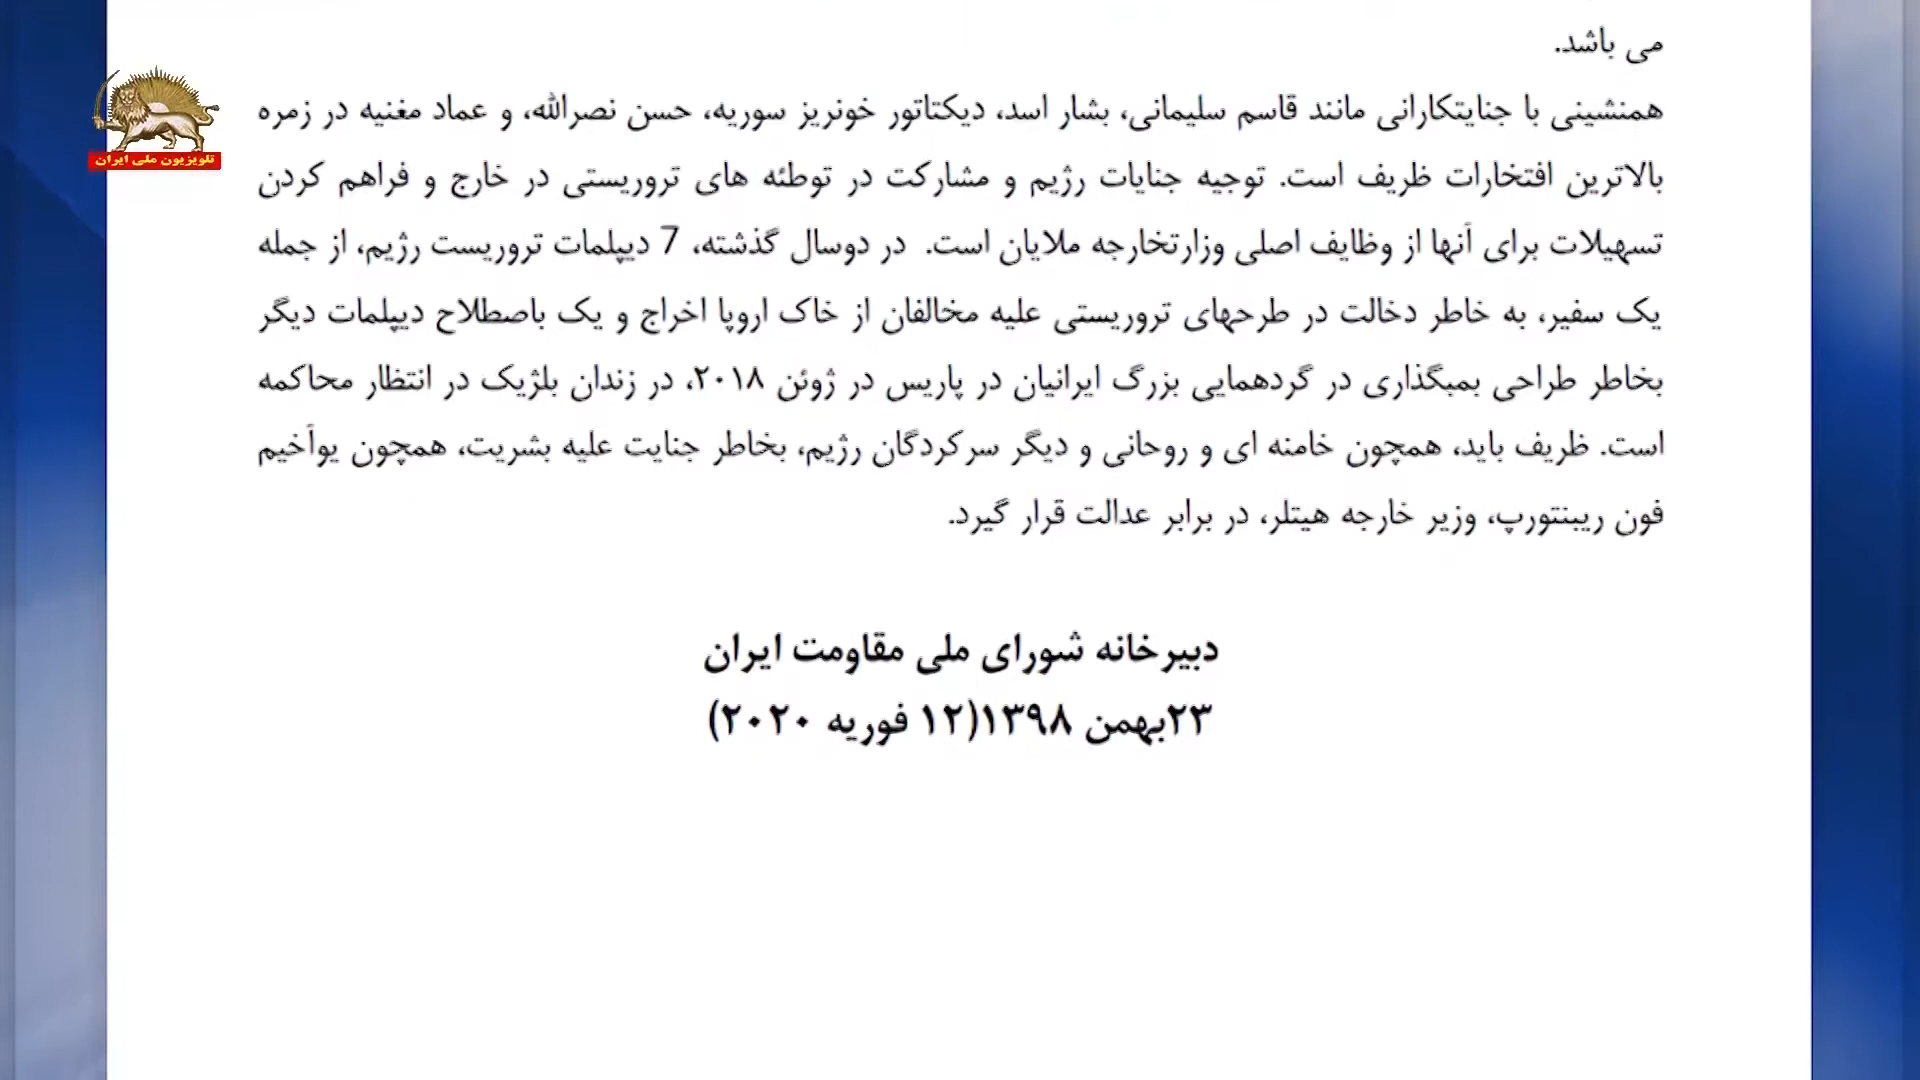 می باشد.
همنشینی با جنایتکارانی مانند قاسم سلیمانی، بشار اسد، دیکتاتور خونریز سوریه، حسن نصرالله، و عماد مغنیه در زمره
بالاترین افتخارات ظریف است. توجیه جنایات رژیم و مشارکت در توطئه های تروریستی در خارج و فراهم کردن
تسهیلات برای آنها از وظایف اصلی وزارتخارجه ملایان است. در دوسال گذشته، 7 دیپلمات تروریست رژیم، از جمله
یک سفیر، به خاطر دخالت در طرحهای تروریستی علیه مخالفان از خاک اروپا اخراج و یک باصطلاح دیپلمات دیگر
بخاطر طراحی بمبگذاری در گردهمایی بزرگ ایرانیان در پاریس در ژوئن ۲۰۱۸، در زندان بلژیک در انتظار محاکمه
است. ظریف باید، همچون خامنه ای و روحانی و دیگر سرکردگان رژیم، بخاطر جنایت علیه بشریت، همچون یوآخیم
فون ریبنتورپ، وزیر خارجه هیتلر، در برابر عدالت قرار گیرد.
دبیرخانه شورای ملی مقاومت ایران
۲۳بهمن ۱۳۹۸(۱۲ فوریه ۲۰۲۰)
تلویزیون ملی ایران